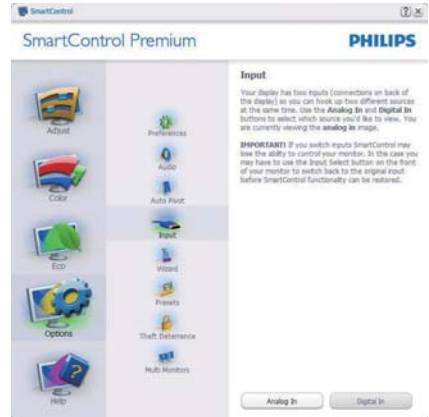 SmartControl
SmartControl Premium
PHILIPS
Adjust
Color
Eco
Options
Help
Preferences
Audio
Auto Pivot
Input
Wizard
Presets
Theft Deterrence
Multi Monitors
Input
Your display has two inputs (connections on back of
this display) so you can hook up two different sources
at the same time. Use the Analog In and Digital In
buttons to select which source you'd like to view. You
are currently viewing the analog in image.
IMPORTANT! If you switch inputs SmartControl may
lose the ability to control your monitor. In this case you
may have to use the Input Select button on the front
of your monitor to switch back to the original input
before SmartControl functionality can be restored.
Analog In
Digital In